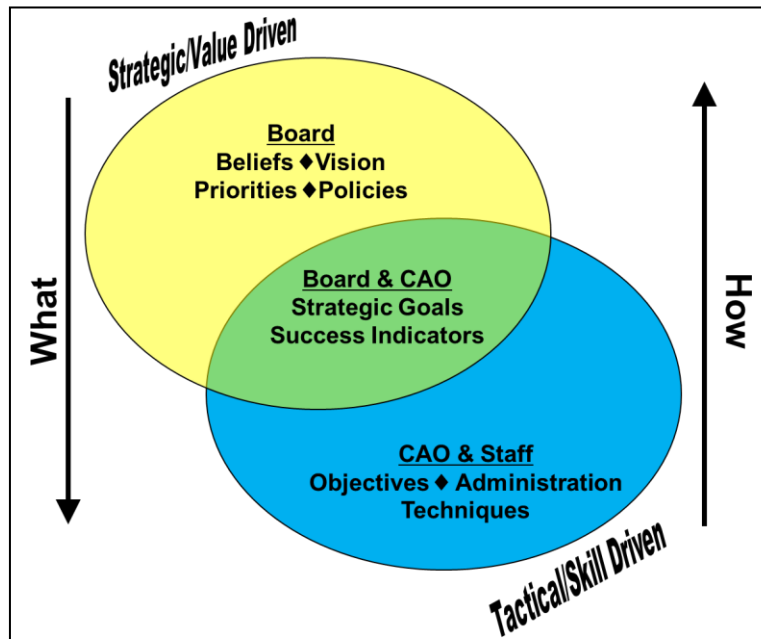 Strategic/Value Driven
Board
Beliefs ♦Vision
Priorities ♦Policies
What
Board & CAO
Strategic Goals
Success Indicators
How
CAO & Staff
Objectives ♦ Administration
Techniques
Tactical/Skill Driven